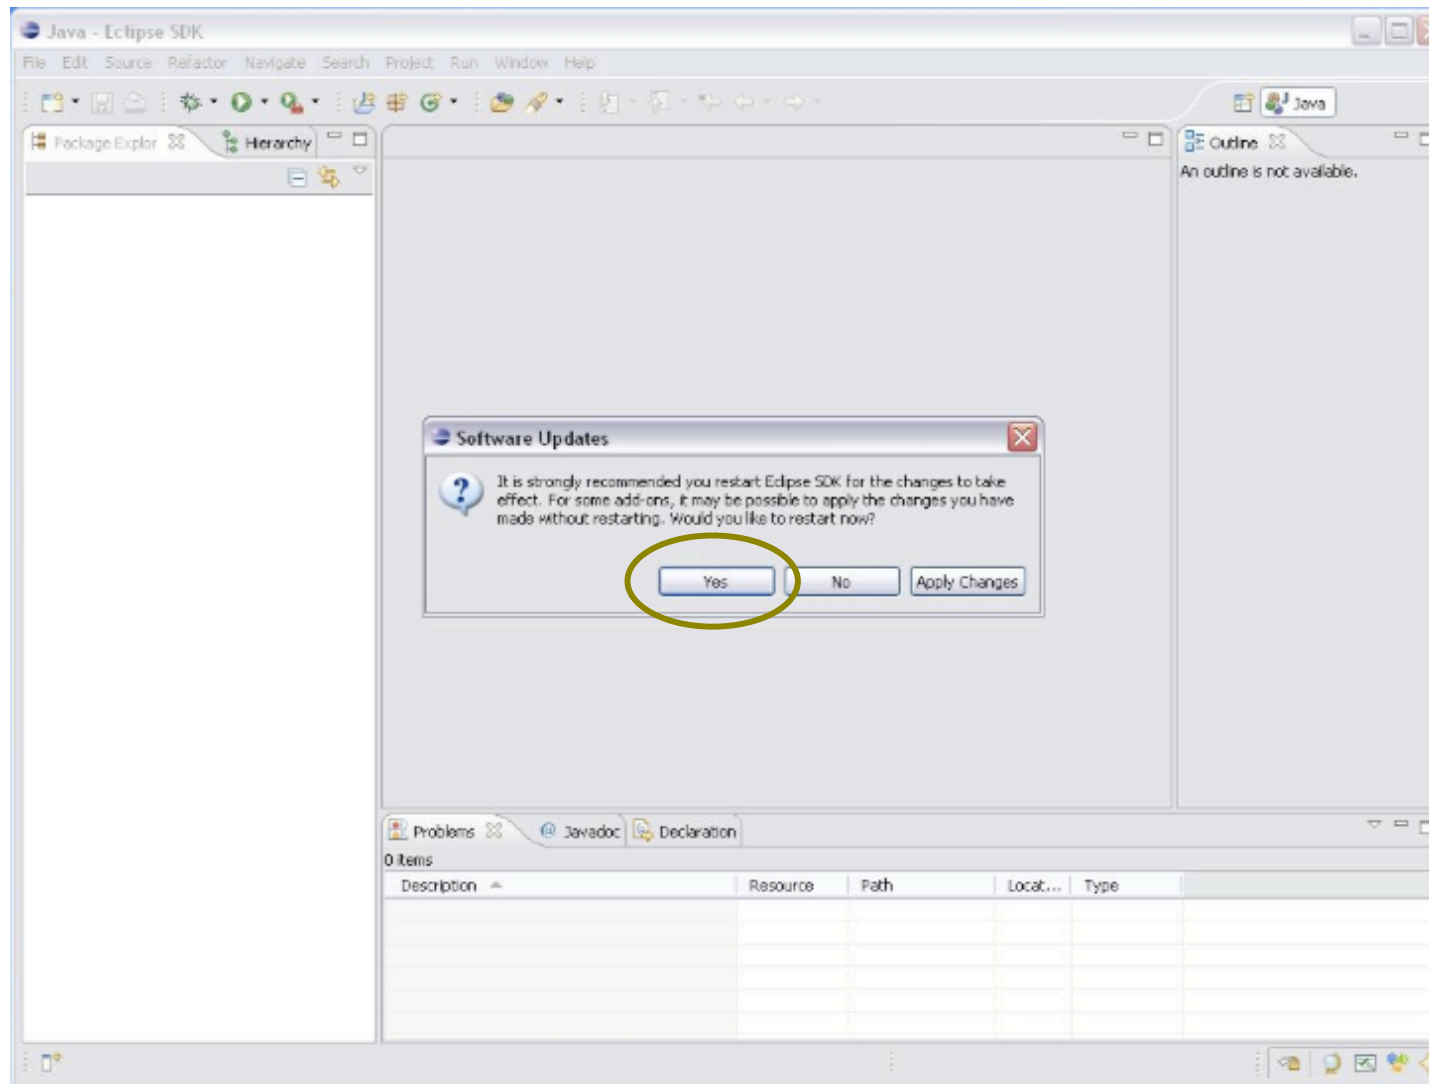 Java - Eclipse SDK
File Edit Source Refactor Navigate Search Project Run Window Help
Java
Package Explor
Hierarchy
Outline
An outline is not available.
Software Updates
It is strongly recommended you restart Eclipse SDK for the changes to take
effect. For some add-ons, it may be possible to apply the changes you have
made without restarting. Would you like to restart now?
Yes
No
Apply Changes
Problems
Javadoc
Declaration
0 items
Description
Resource
Path
Locat...
Type